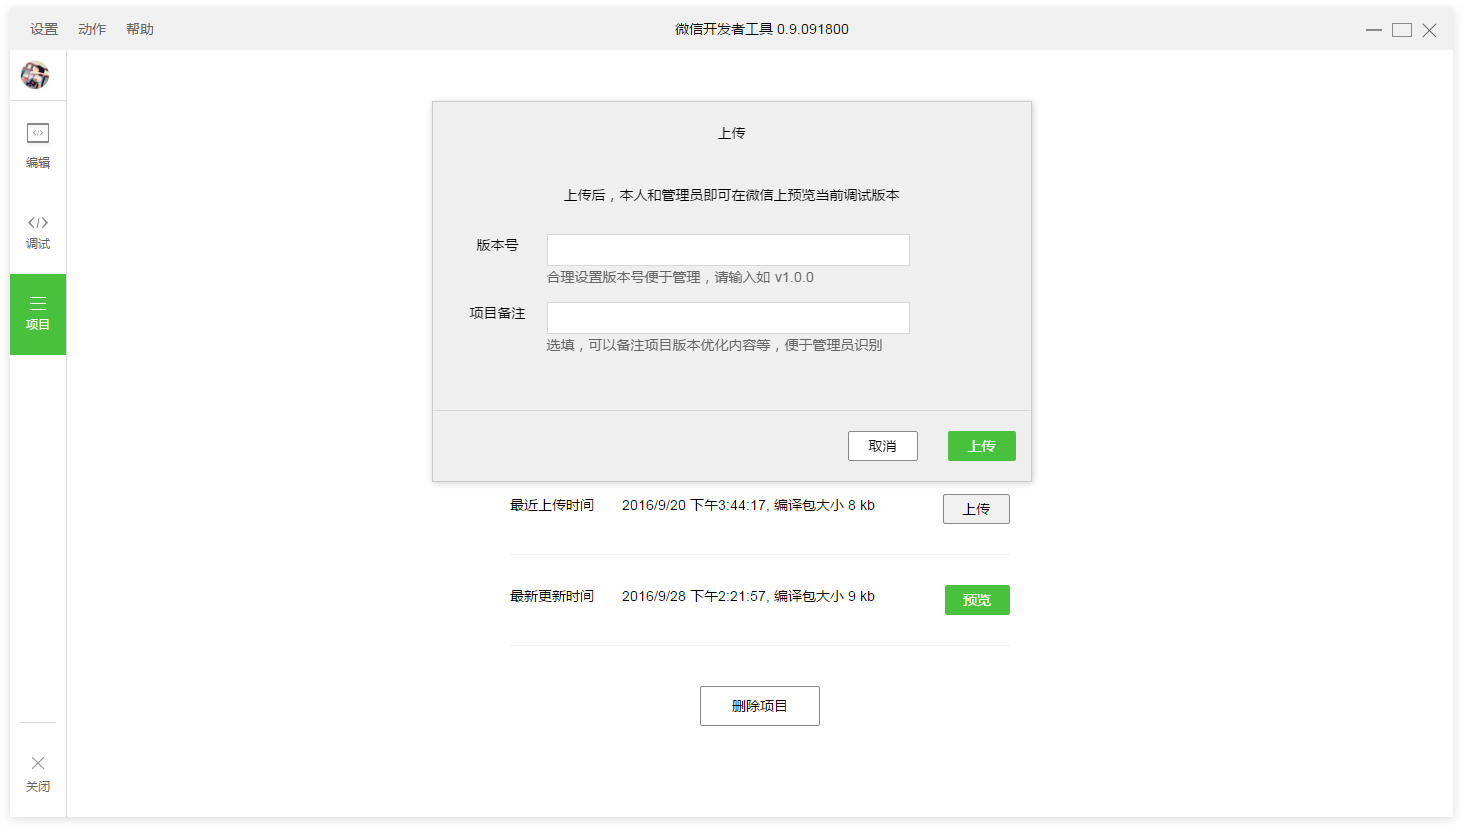 设置 动作 帮助 微信开发者工具 0.9.091800
编辑
调试
项目
关闭
上传
上传后，本人和管理员即可在微信上预览当前调试版本
版本号
合理设置版本号便于管理，请输入如 v1.0.0
项目备注
选填，可以备注项目版本优化内容等，便于管理员识别
取消 上传
最近上传时间 2016/9/20 下午3:44:17, 编译包大小 8 kb 上传
最新更新时间 2016/9/28 下午2:21:57, 编译包大小 9 kb 预览
删除项目